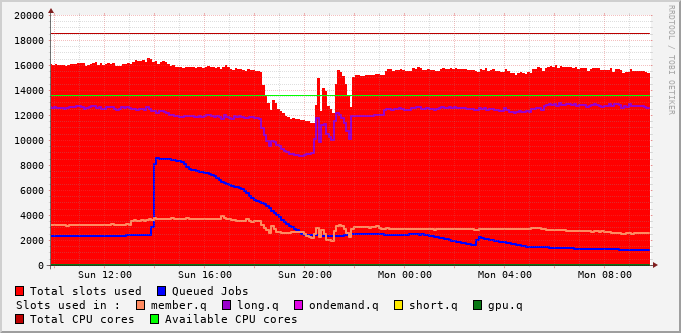 20000
18000
16000
14000
12000
10000
8000
6000
4000
2000
0
Sun 12:00 Sun 16:00 Sun 20:00 Mon 00:00 Mon 04:00 Mon 08:00
RRDTOOL / TOBI OETIKER
Total slots used Queued Jobs
Slots used in : member.q long.q ondemand.q short.q gpu.q
Total CPU cores Available CPU cores